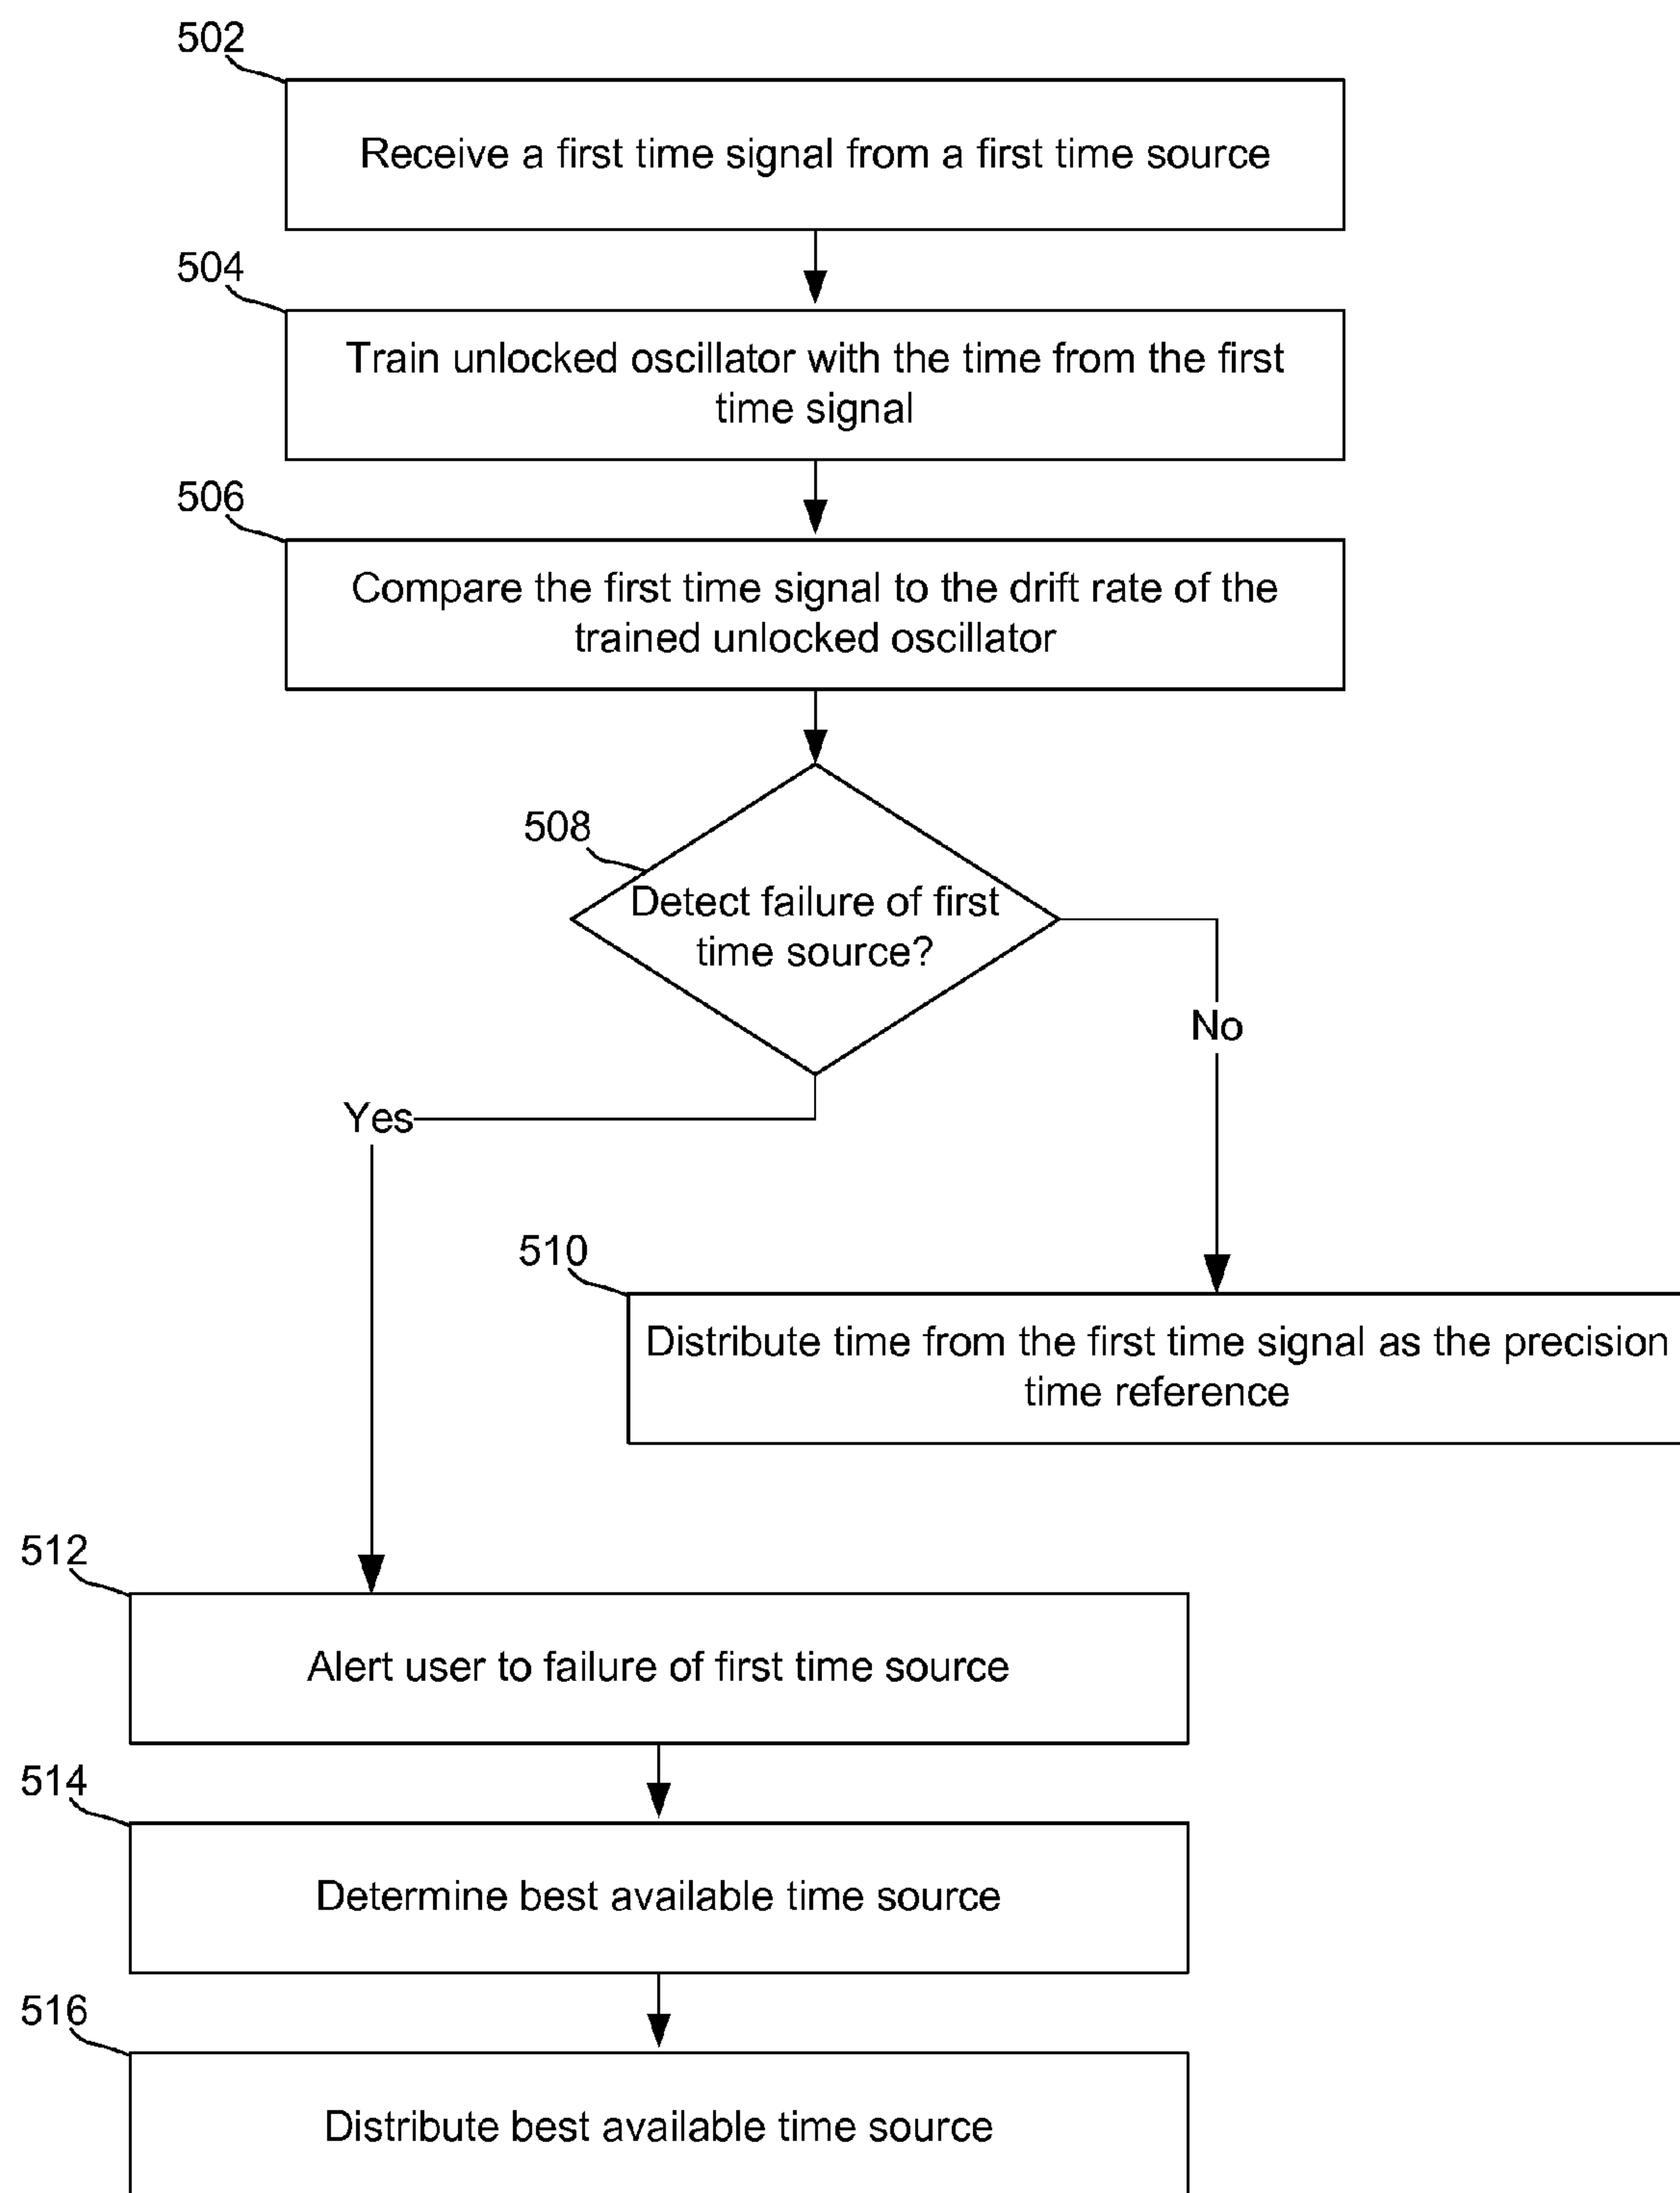 502
Receive a first time signal from a first time source
504
Train unlocked oscillator with the time from the first
time signal
506
Compare the first time signal to the drift rate of the
trained unlocked oscillator
508
Detect failure of first
time source?
No
Yes
510
Distribute time from the first time signal as the precision
time reference
512
Alert user to failure of first time source
514
Determine best available time source
516
Distribute best available time source